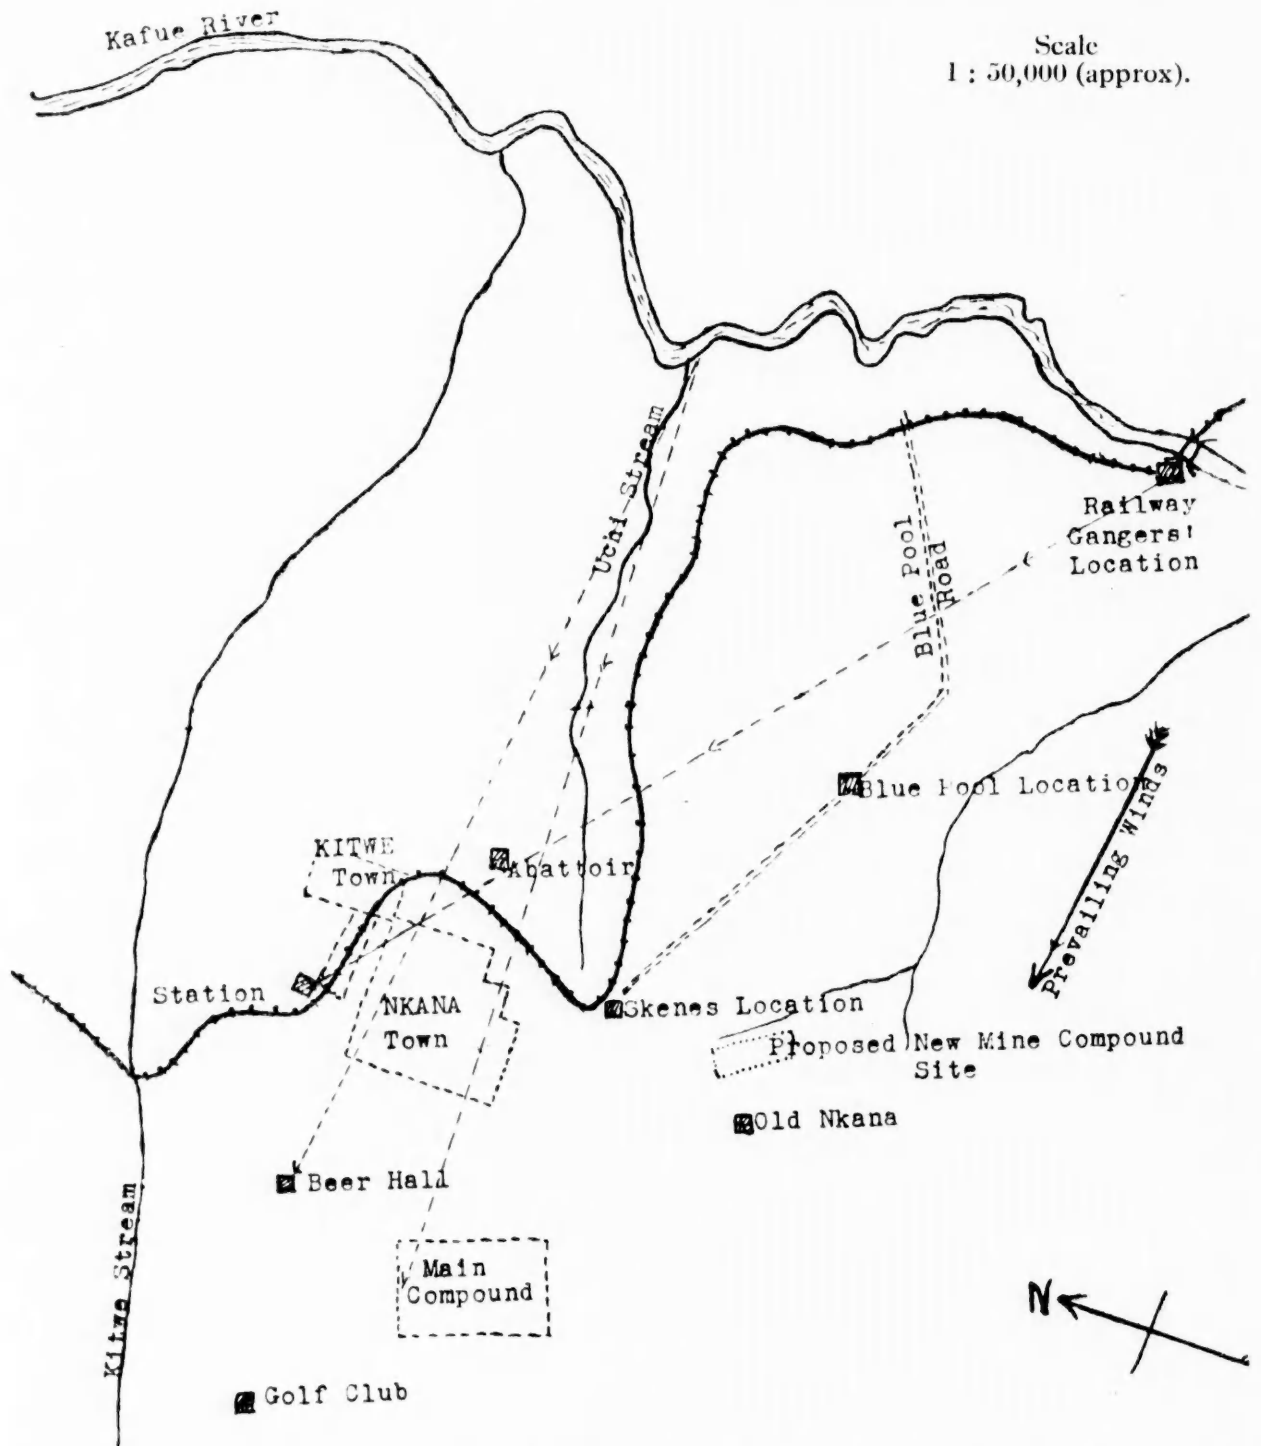 Kafue River
Scale
1 : 50,000 (approx).
Uchi Stream
Blue Pool
Road
Railway
Gangers'
Location
Blue Pool Location
Prevailing Winds
KITWE
Town
Abattoir
Station
NKANA
Town
Skenes Location
Proposed New Mine Compound
Site
Old Nkana
Beer Hall
Kitwe Stream
Main
Compound
N
Golf Club